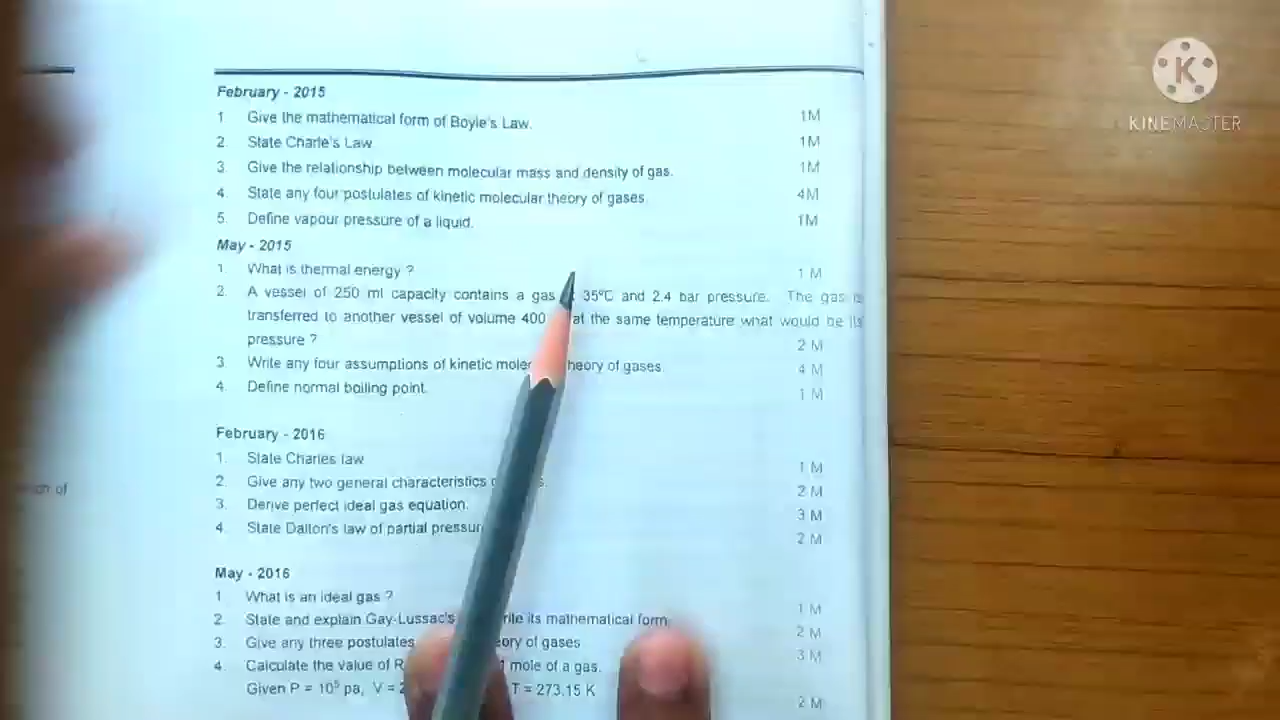 February - 2015
1 Give the mathematical form of Boyle's Law. 1M
2. State Charle's Law 1M
3. Give the relationship between molecular mass and density of gas. 1M
4. State any four postulates of kinetic molecular theory of gases. 4M
5. Define vapour pressure of a liquid. 1M
May - 2015
1. What is thermal energy ? 1 M
2. A vessel of 250 ml capacity contains a gas 35ºC and 2.4 bar pressure. The gas is
transferred to another vessel of volume 400 at the same temperature what would be its
pressure ? 2 M
3. Write any four assumptions of kinetic theory of gases 4 M
4. Define normal boiling point. 1 M
February - 2016
1. State Charles law 1 M
2. Give any two general characteristics 2 M
3. Derive perfect ideal gas equation. 3 M
4. State Dalton's law of partial 2 M
May - 2016
1 What is an ideal gas ? 1 M
2. State and explain Gay-Lussac's its mathematical form. 2 M
3. Give any three postulates of gases 3 M
4. Calculate the value of R 1 mole of a gas.
Given P = 10⁵ pa, V = T = 273.15 K 2 M
of
K
KINEMASTER